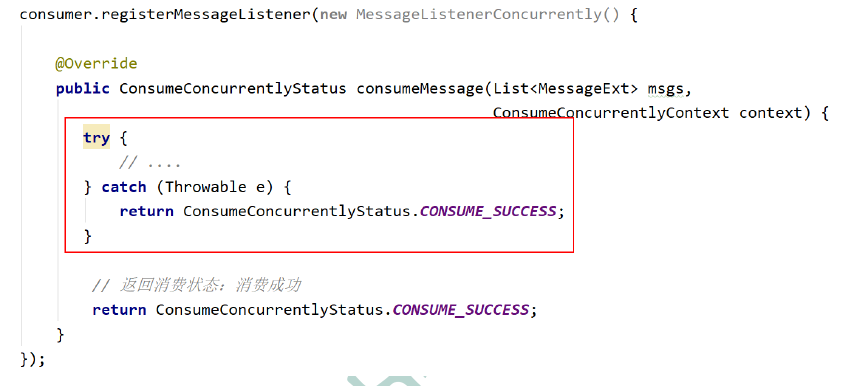 consumer.registerMessageListener(new MessageListenerConcurrently() {
@Override
public ConsumeConcurrentlyStatus consumeMessage(List<MessageExt> msgs,
ConsumeConcurrentlyContext context) {
try {
// ....
} catch (Throwable e) {
return ConsumeConcurrentlyStatus.CONSUME_SUCCESS;
}
// 返回消费状态：消费成功
return ConsumeConcurrentlyStatus.CONSUME_SUCCESS;
}
});